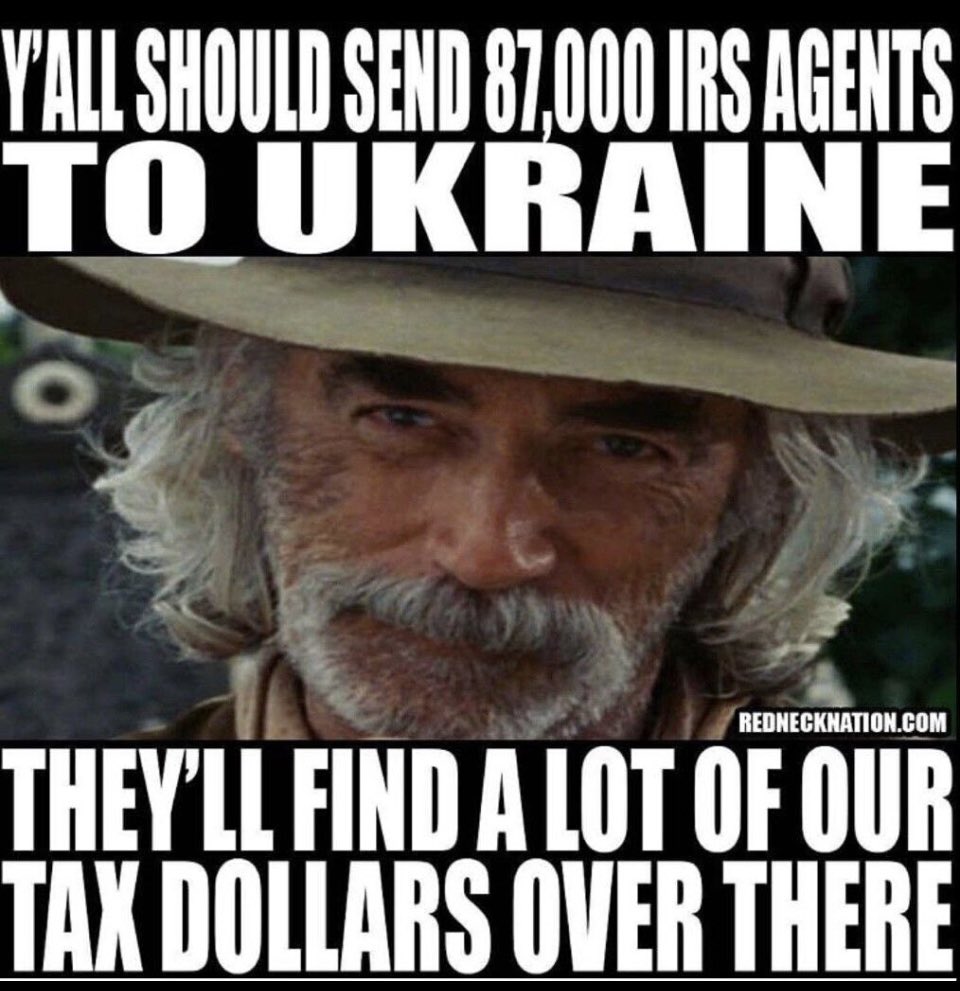 Y'ALL SHOULD SEND 87,000 IRS AGENTS
TO UKRAINE
REDNECKNATION.COM
THEY'LL FIND A LOT OF OUR
TAX DOLLARS OVER THERE